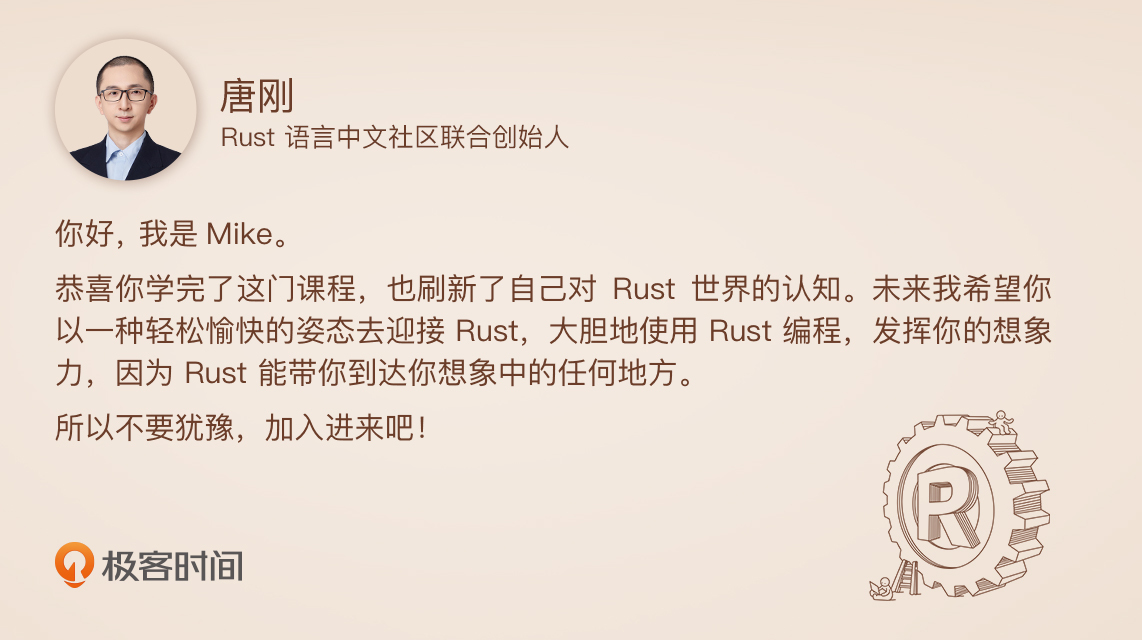 唐刚
Rust 语言中文社区联合创始人
你好，我是 Mike。
恭喜你学完了这门课程，也刷新了自己对 Rust 世界的认知。未来我希望你
以一种轻松愉快的姿态去迎接 Rust，大胆地使用 Rust 编程，发挥你的想象
力，因为 Rust 能带你到达你想象中的任何地方。
所以不要犹豫，加入进来吧！
R
极客时间